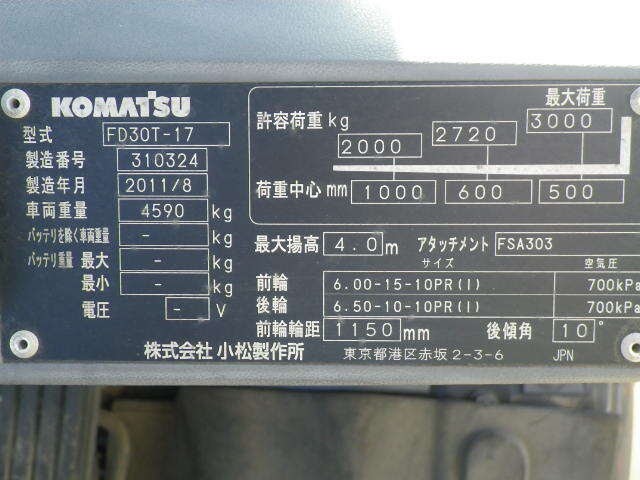 KOMATSU
型式 FD30T-17
製造番号 310324
製造年月 2011/8
車両重量 4590 kg
バッテリを除く車両重量 - kg
バッテリ重量 最大 - kg
最小 - kg
電圧 - V
最大荷重
許容荷重 kg 2000 2720 3000
荷重中心 mm 1000 600 500
最大揚高 4.0 m アタッチメント FSA303
サイズ 空気圧
前輪 6.00-15-10PR(I) 700kPa
後輪 6.50-10-10PR(I) 700kPa
前輪輪距 1150 mm 後傾角 10°
株式会社 小松製作所 東京都港区赤坂 2-3-6 JPN